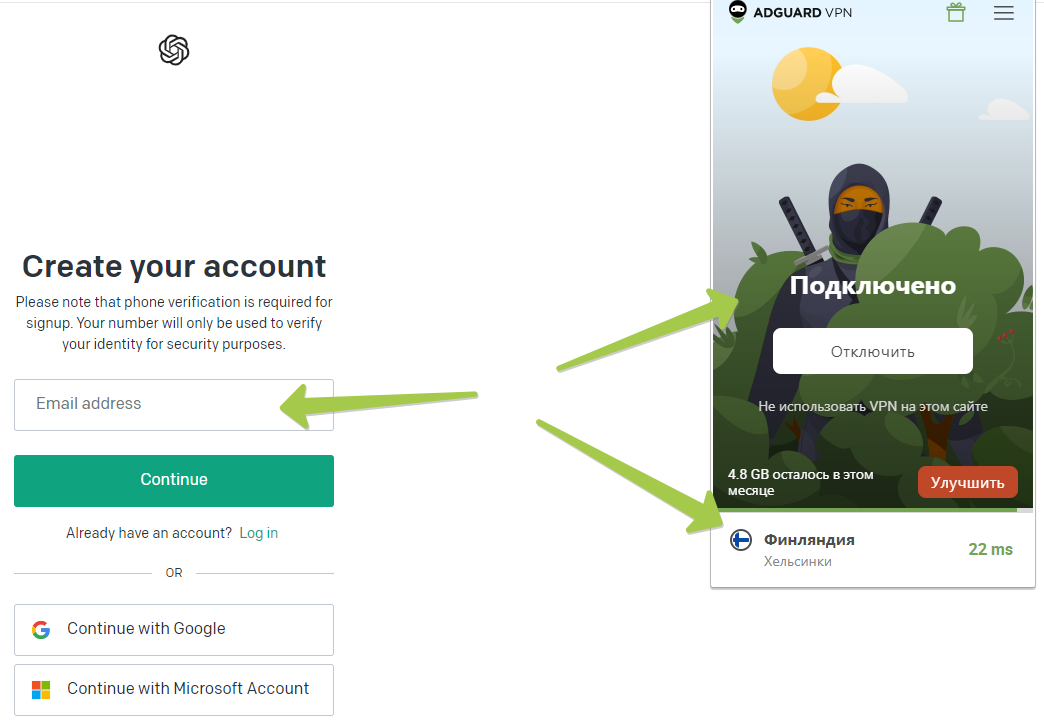 Create your account
Please note that phone verification is required for
signup. Your number will only be used to verify
your identity for security purposes.
Email address
Continue
Already have an account? Log in
OR
Continue with Google
Continue with Microsoft Account
ADGUARD VPN
Подключено
Отключить
Не использовать VPN на этом сайте
4.8 GB осталось в этом
месяце
Улучшить
Финляндия
Хельсинки
22 ms